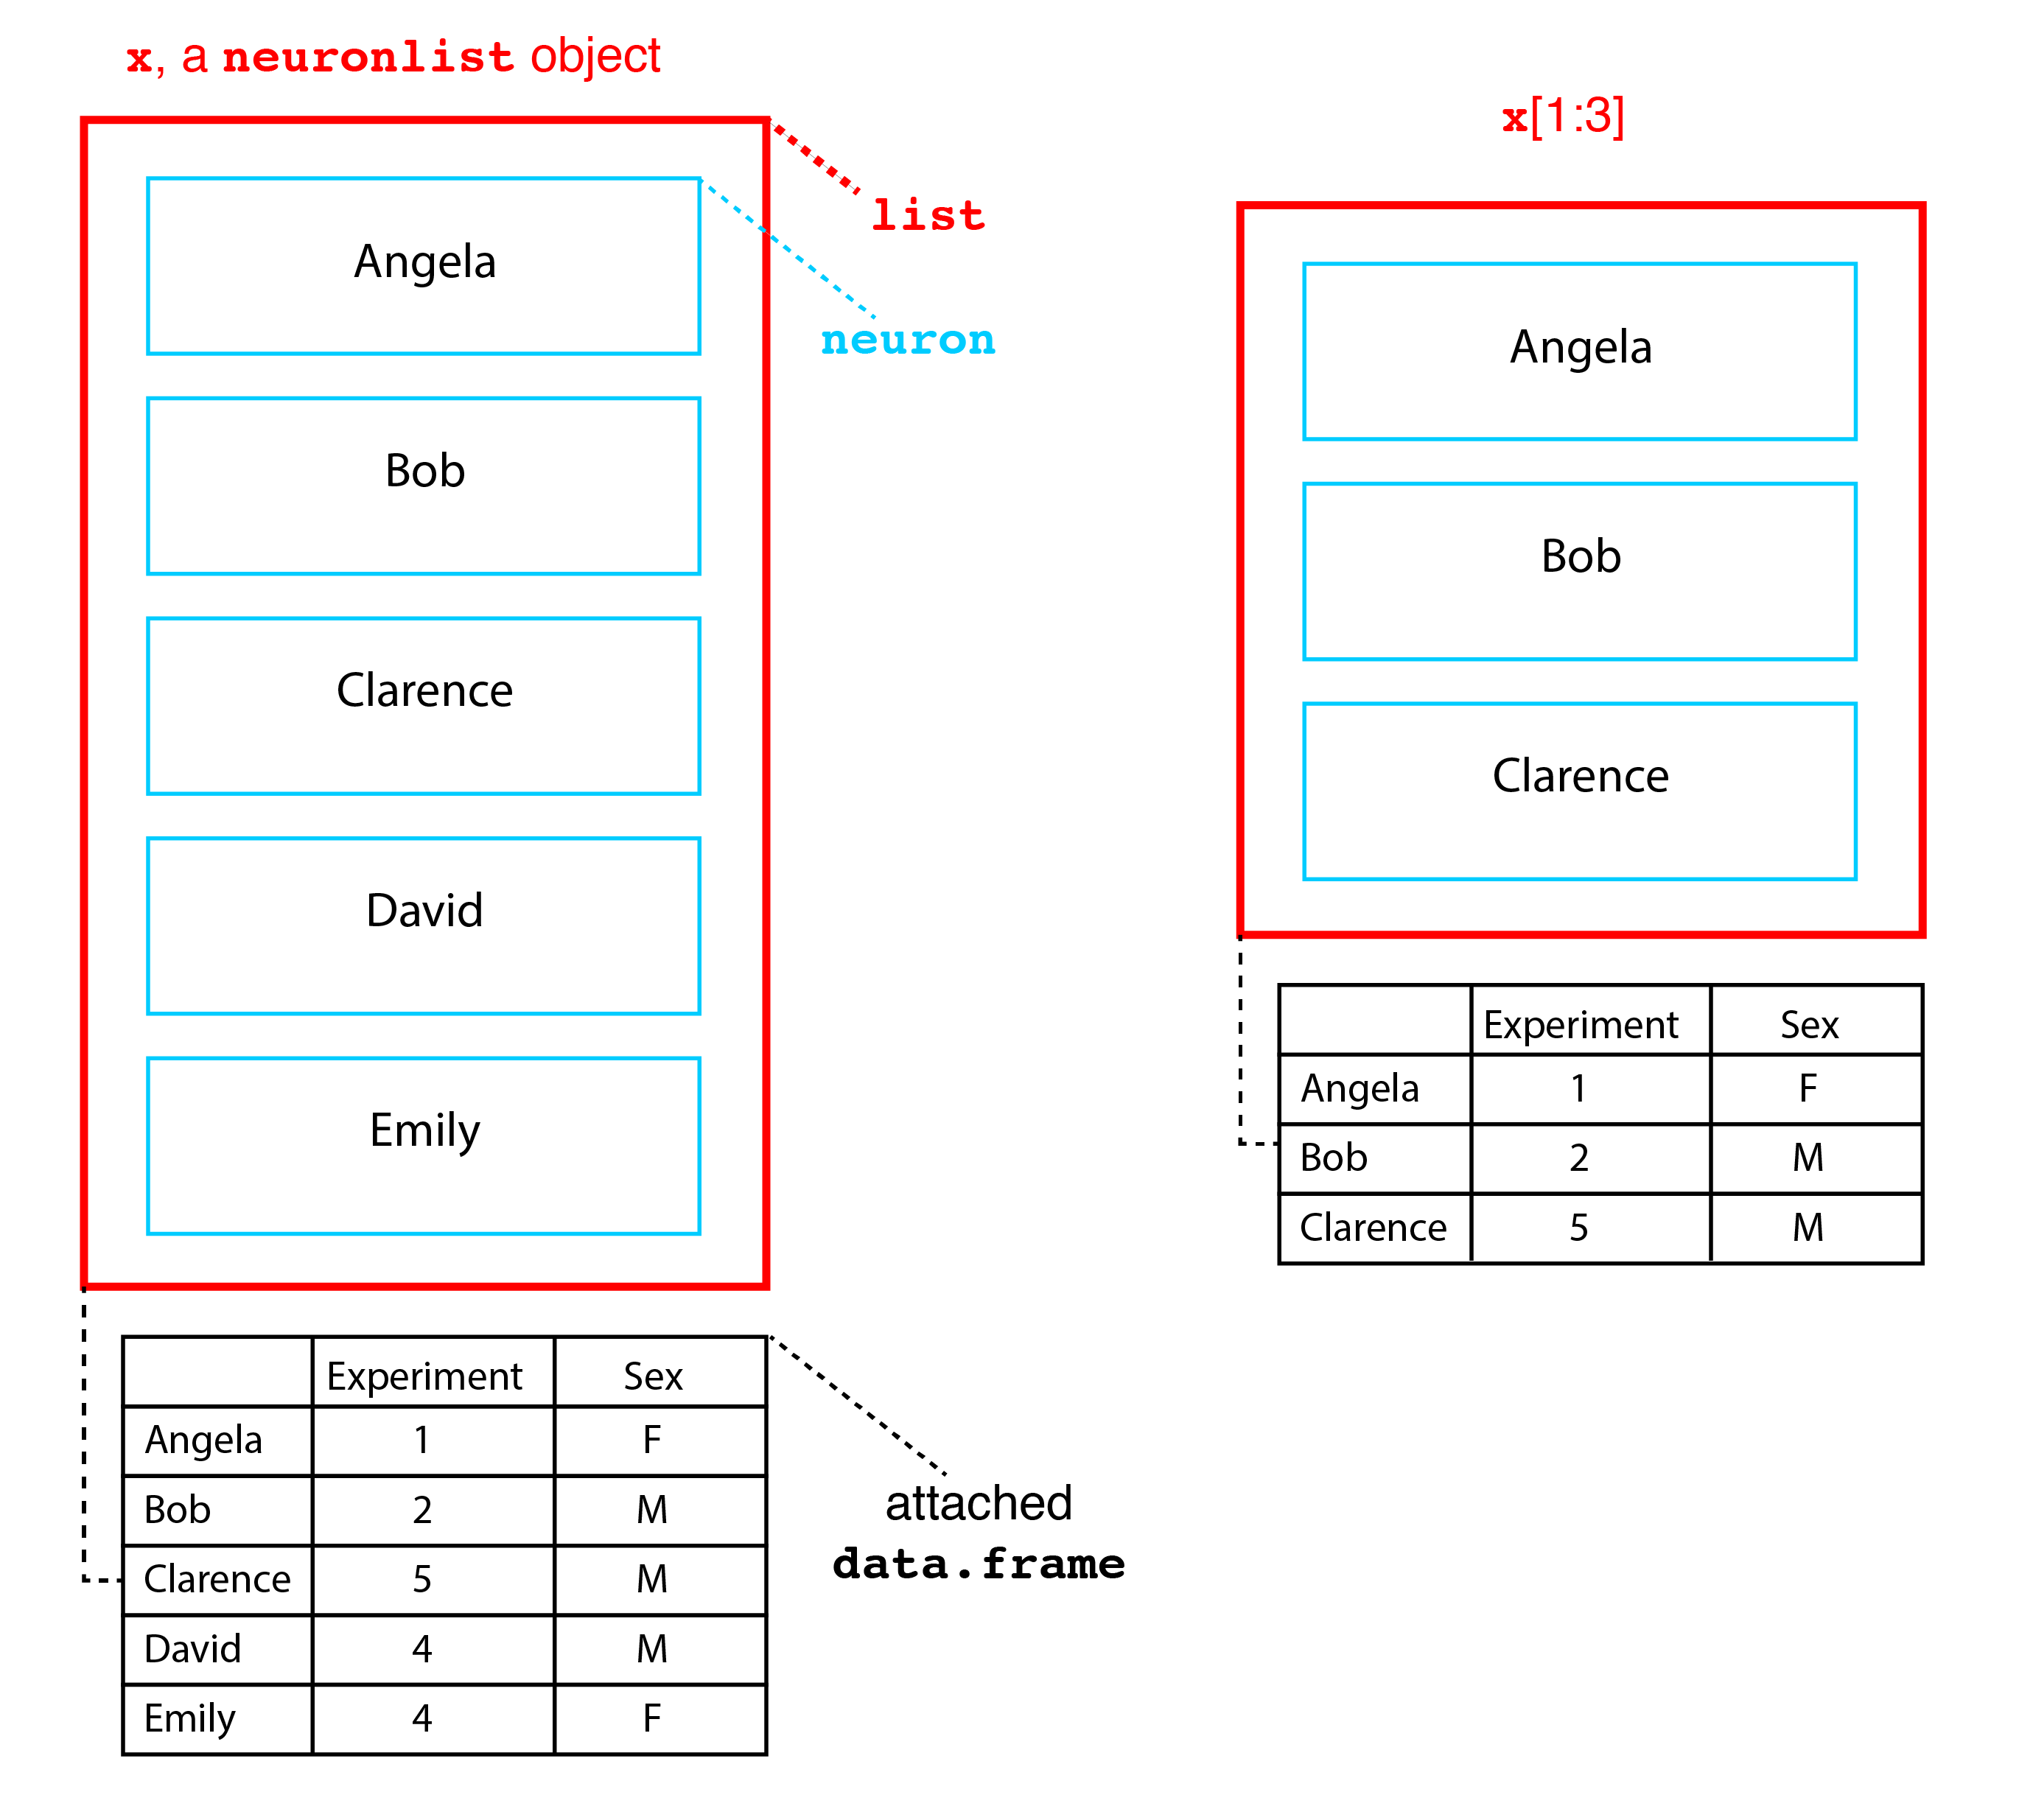 x, a neuronlist object
list
neuron
Angela
Bob
Clarence
David
Emily
Experiment Sex
Angela 1 F
Bob 2 M
Clarence 5 M
David 4 M
Emily 4 F
attached
data.frame
x[1:3]
Angela
Bob
Clarence
Experiment Sex
Angela 1 F
Bob 2 M
Clarence 5 M